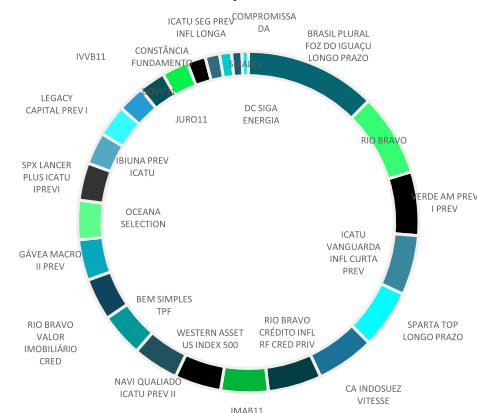 COMPROMISSA
DA
ICATU SEG PREV
INFL LONGA
BRASIL PLURAL
FOZ DO IGUAÇU
LONGO PRAZO
CONSTÂNCIA
FUNDAMENTO
IVVB11
BOVV11
LEGACY
CAPITAL PREV I
JURO11
DC SIGA
ENERGIA
RIO BRAVO
SPX LANCER
PLUS ICATU
IPREVI
IBIUNA PREV
ICATU
VERDE AM PREV
I PREV
OCEANA
SELECTION
ICATU
VANGUARDA
INFL CURTA
PREV
GÁVEA MACRO
II PREV
BEM SIMPLES
TPF
RIO BRAVO
VALOR
IMOBILIÁRIO
CRED
WESTERN ASSET
US INDEX 500
RIO BRAVO
CRÉDITO INFL
RF CRED PRIV
SPARTA TOP
LONGO PRAZO
NAVI QUALIADO
ICATU PREV II
CA INDOSUEZ
VITESSE
IMAB11